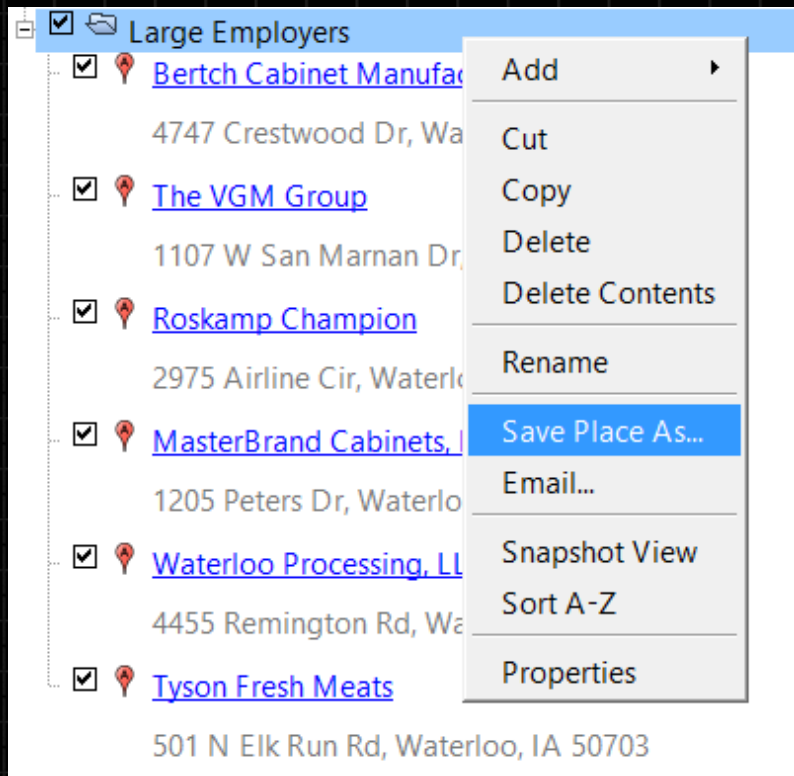 Large Employers
Bertch Cabinet Manufac
4747 Crestwood Dr, Wa
The VGM Group
1107 W San Marnan Dr,
Roskamp Champion
2975 Airline Cir, Waterlo
MasterBrand Cabinets,
1205 Peters Dr, Waterlo
Waterloo Processing, LL
4455 Remington Rd, Wa
Tyson Fresh Meats
501 N Elk Run Rd, Waterloo, IA 50703
Add
Cut
Copy
Delete
Delete Contents
Rename
Save Place As...
Email...
Snapshot View
Sort A-Z
Properties